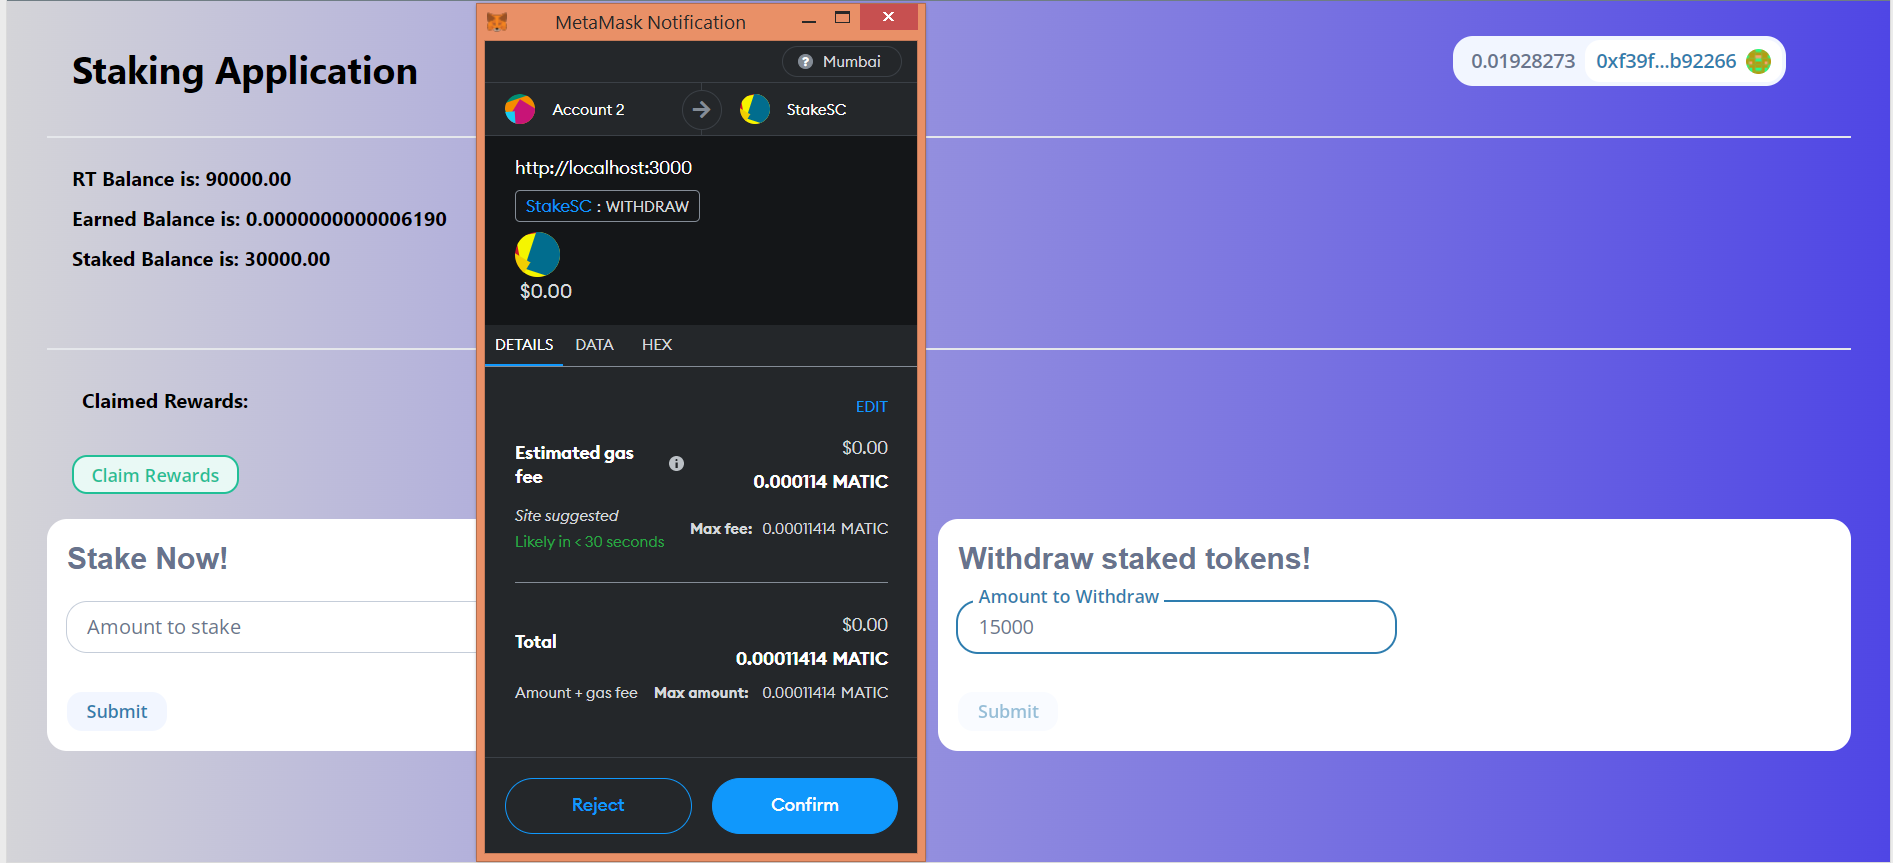 MetaMask Notification
Mumbai
Account 2
StakeSC
http://localhost:3000
StakeSC : WITHDRAW
$0.00
DETAILS DATA HEX
EDIT
Estimated gas fee
$0.00
0.000114 MATIC
Site suggested
Likely in < 30 seconds
Max fee: 0.00011414 MATIC
Total
$0.00
0.00011414 MATIC
Amount + gas fee Max amount: 0.00011414 MATIC
Reject
Confirm
Staking Application
0.01928273 0xf39f...b92266
RT Balance is: 90000.00
Earned Balance is: 0.0000000000006190
Staked Balance is: 30000.00
Claimed Rewards:
Claim Rewards
Stake Now!
Amount to stake
Submit
Withdraw staked tokens!
Amount to Withdraw
15000
Submit